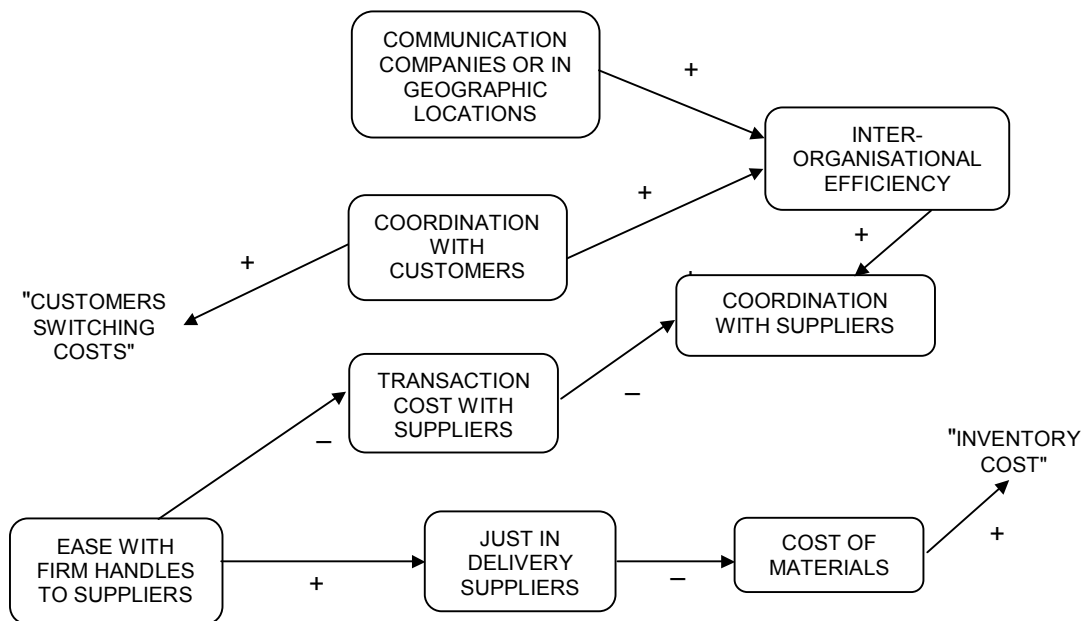 COMMUNICATION
COMPANIES OR IN
GEOGRAPHIC
LOCATIONS
+
INTER-
ORGANISATIONAL
EFFICIENCY
+
COORDINATION
WITH
CUSTOMERS
+
+
"CUSTOMERS
SWITCHING
COSTS"
COORDINATION
WITH SUPPLIERS
TRANSACTION
COST WITH
SUPPLIERS
–
–
"INVENTORY
COST"
EASE WITH
FIRM HANDLES
TO SUPPLIERS
+
JUST IN
DELIVERY
SUPPLIERS
–
COST OF
MATERIALS
+